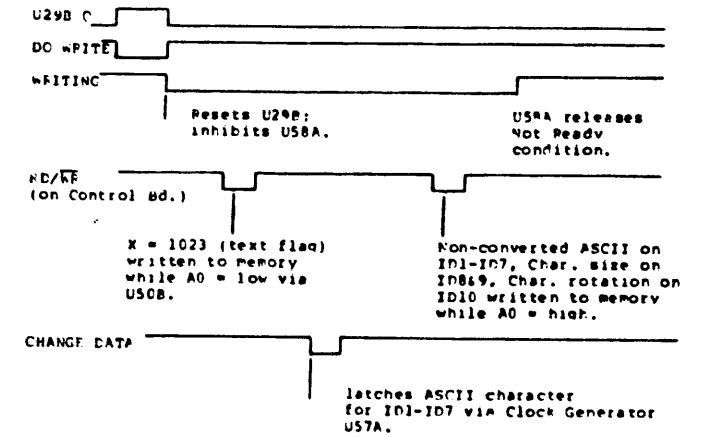 U29B Q
DO WRITE
WRITING
Resets U29B;
inhibits U58A.
U58A releases
Not Ready
condition.
RD/WR
(on Control Bd.)
X = 1023 (text flag)
written to memory
while A0 = low via
U50B.
Non-converted ASCII on
ID1-ID7, Char. size on
ID8&9, Char. rotation on
ID10 written to memory
while A0 = high.
CHANGE DATA
latches ASCII character
for ID1-ID7 via Clock Generator
U57A.